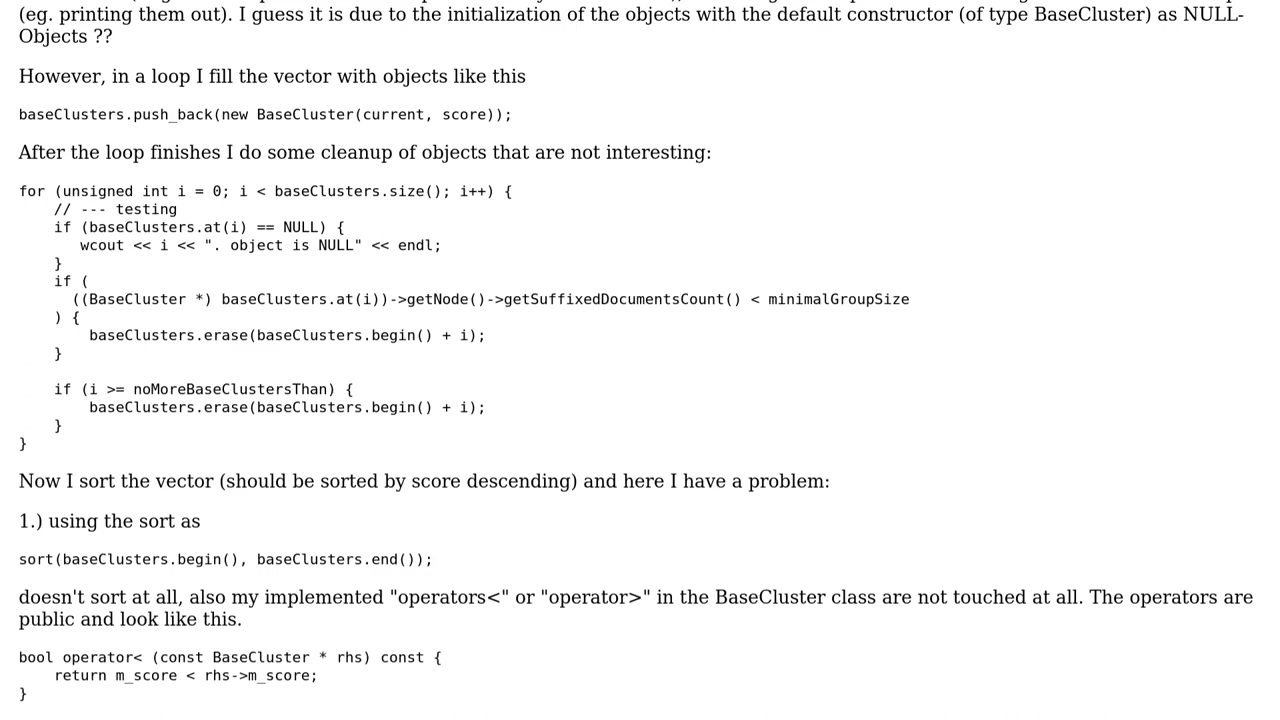 (eg. printing them out). I guess it is due to the initialization of the objects with the default constructor (of type BaseCluster) as NULL-
Objects ??
However, in a loop I fill the vector with objects like this
baseClusters.push_back(new BaseCluster(current, score));
After the loop finishes I do some cleanup of objects that are not interesting:
for (unsigned int i = 0; i < baseClusters.size(); i++) {
    // --- testing
    if (baseClusters.at(i) == NULL) {
       wcout << i << ". object is NULL" << endl;
    }
    if (
      ((BaseCluster *) baseClusters.at(i))->getNode()->getSuffixedDocumentsCount() < minimalGroupSize
    ) {
        baseClusters.erase(baseClusters.begin() + i);
    }
    if (i >= noMoreBaseClustersThan) {
        baseClusters.erase(baseClusters.begin() + i);
    }
}
Now I sort the vector (should be sorted by score descending) and here I have a problem:
1.) using the sort as
sort(baseClusters.begin(), baseClusters.end());
doesn't sort at all, also my implemented "operators<" or "operator>" in the BaseCluster class are not touched at all. The operators are
public and look like this.
bool operator< (const BaseCluster * rhs) const {
    return m_score < rhs->m_score;
}